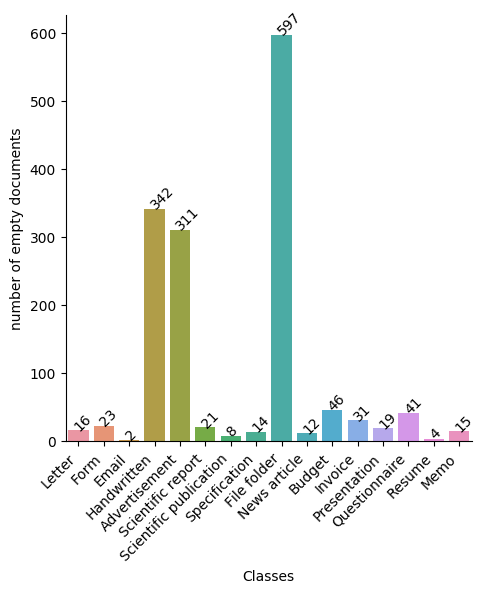 number of empty documents
600
500
400
300
200
100
0
16
23
2
342
311
21
8
14
597
12
46
31
19
41
4
15
Letter
Form
Email
Handwritten
Advertisement
Scientific report
Scientific publication
Specification
File folder
News article
Budget
Invoice
Presentation
Questionnaire
Resume
Memo
Classes